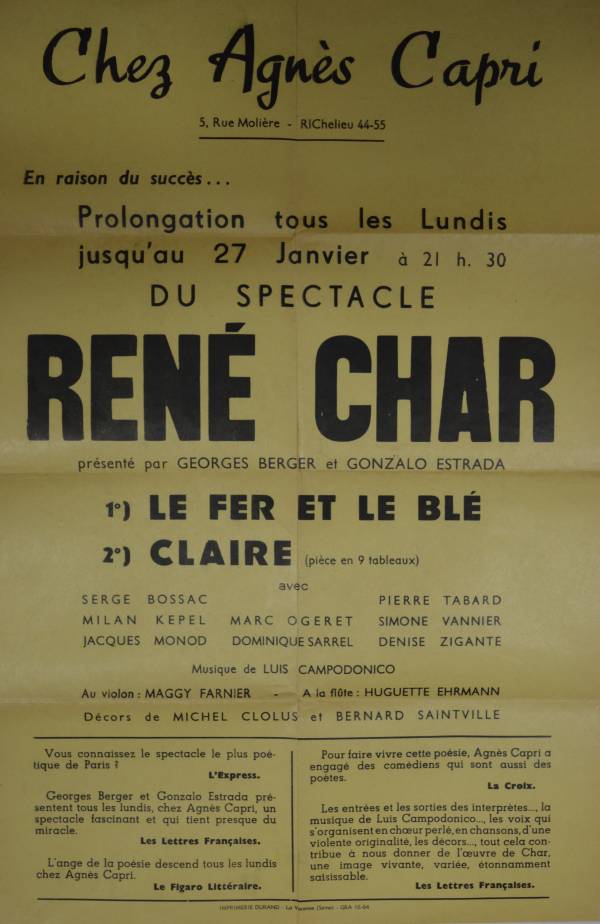 Chez Agnès Capri
5, Rue Molière - RIChelieu 44-55
En raison du succès...
Prolongation tous les Lundis
jusqu'au 27 Janvier à 21 h. 30
DU SPECTACLE
RENÉ CHAR
présenté par GEORGES BERGER et GONZALO ESTRADA
1°) LE FER ET LE BLÉ
2°) CLAIRE (pièce en 9 tableaux)
avec
SERGE BOSSAC PIERRE TABARD
MILAN KEPEL MARC OGERET SIMONE VANNIER
JACQUES MONOD DOMINIQUE SARREL DENISE ZIGANTE
Musique de LUIS CAMPODONICO
Au violon : MAGGY FARNIER - A la flûte : HUGUETTE EHRMANN
Décors de MICHEL CLOLUS et BERNARD SAINTVILLE
Vous connaissez le spectacle le plus poé-
tique de Paris ?
L'Express.
Georges Berger et Gonzalo Estrada pré-
sentent tous les lundis, chez Agnès Capri, un
spectacle fascinant et qui tient presque du
miracle.
Les Lettres Françaises.
L'ange de la poésie descend tous les lundis
chez Agnès Capri.
Le Figaro Littéraire.
Pour faire vivre cette poésie, Agnès Capri a
engagé des comédiens qui sont aussi des
poètes.
La Croix.
Les entrées et les sorties des interprètes..., la
musique de Luis Campodonico..., les voix qui
s'organisent en chœur perlé, en chansons, d'une
violente originalité, les décors..., tout cela con-
tribue à nous donner de l'œuvre de Char,
une image vivante, variée, étonnamment
saisissable.
Les Lettres Françaises.
IMPRIMERIE DURAND - La Varenne (Seine) - GRA 10-64